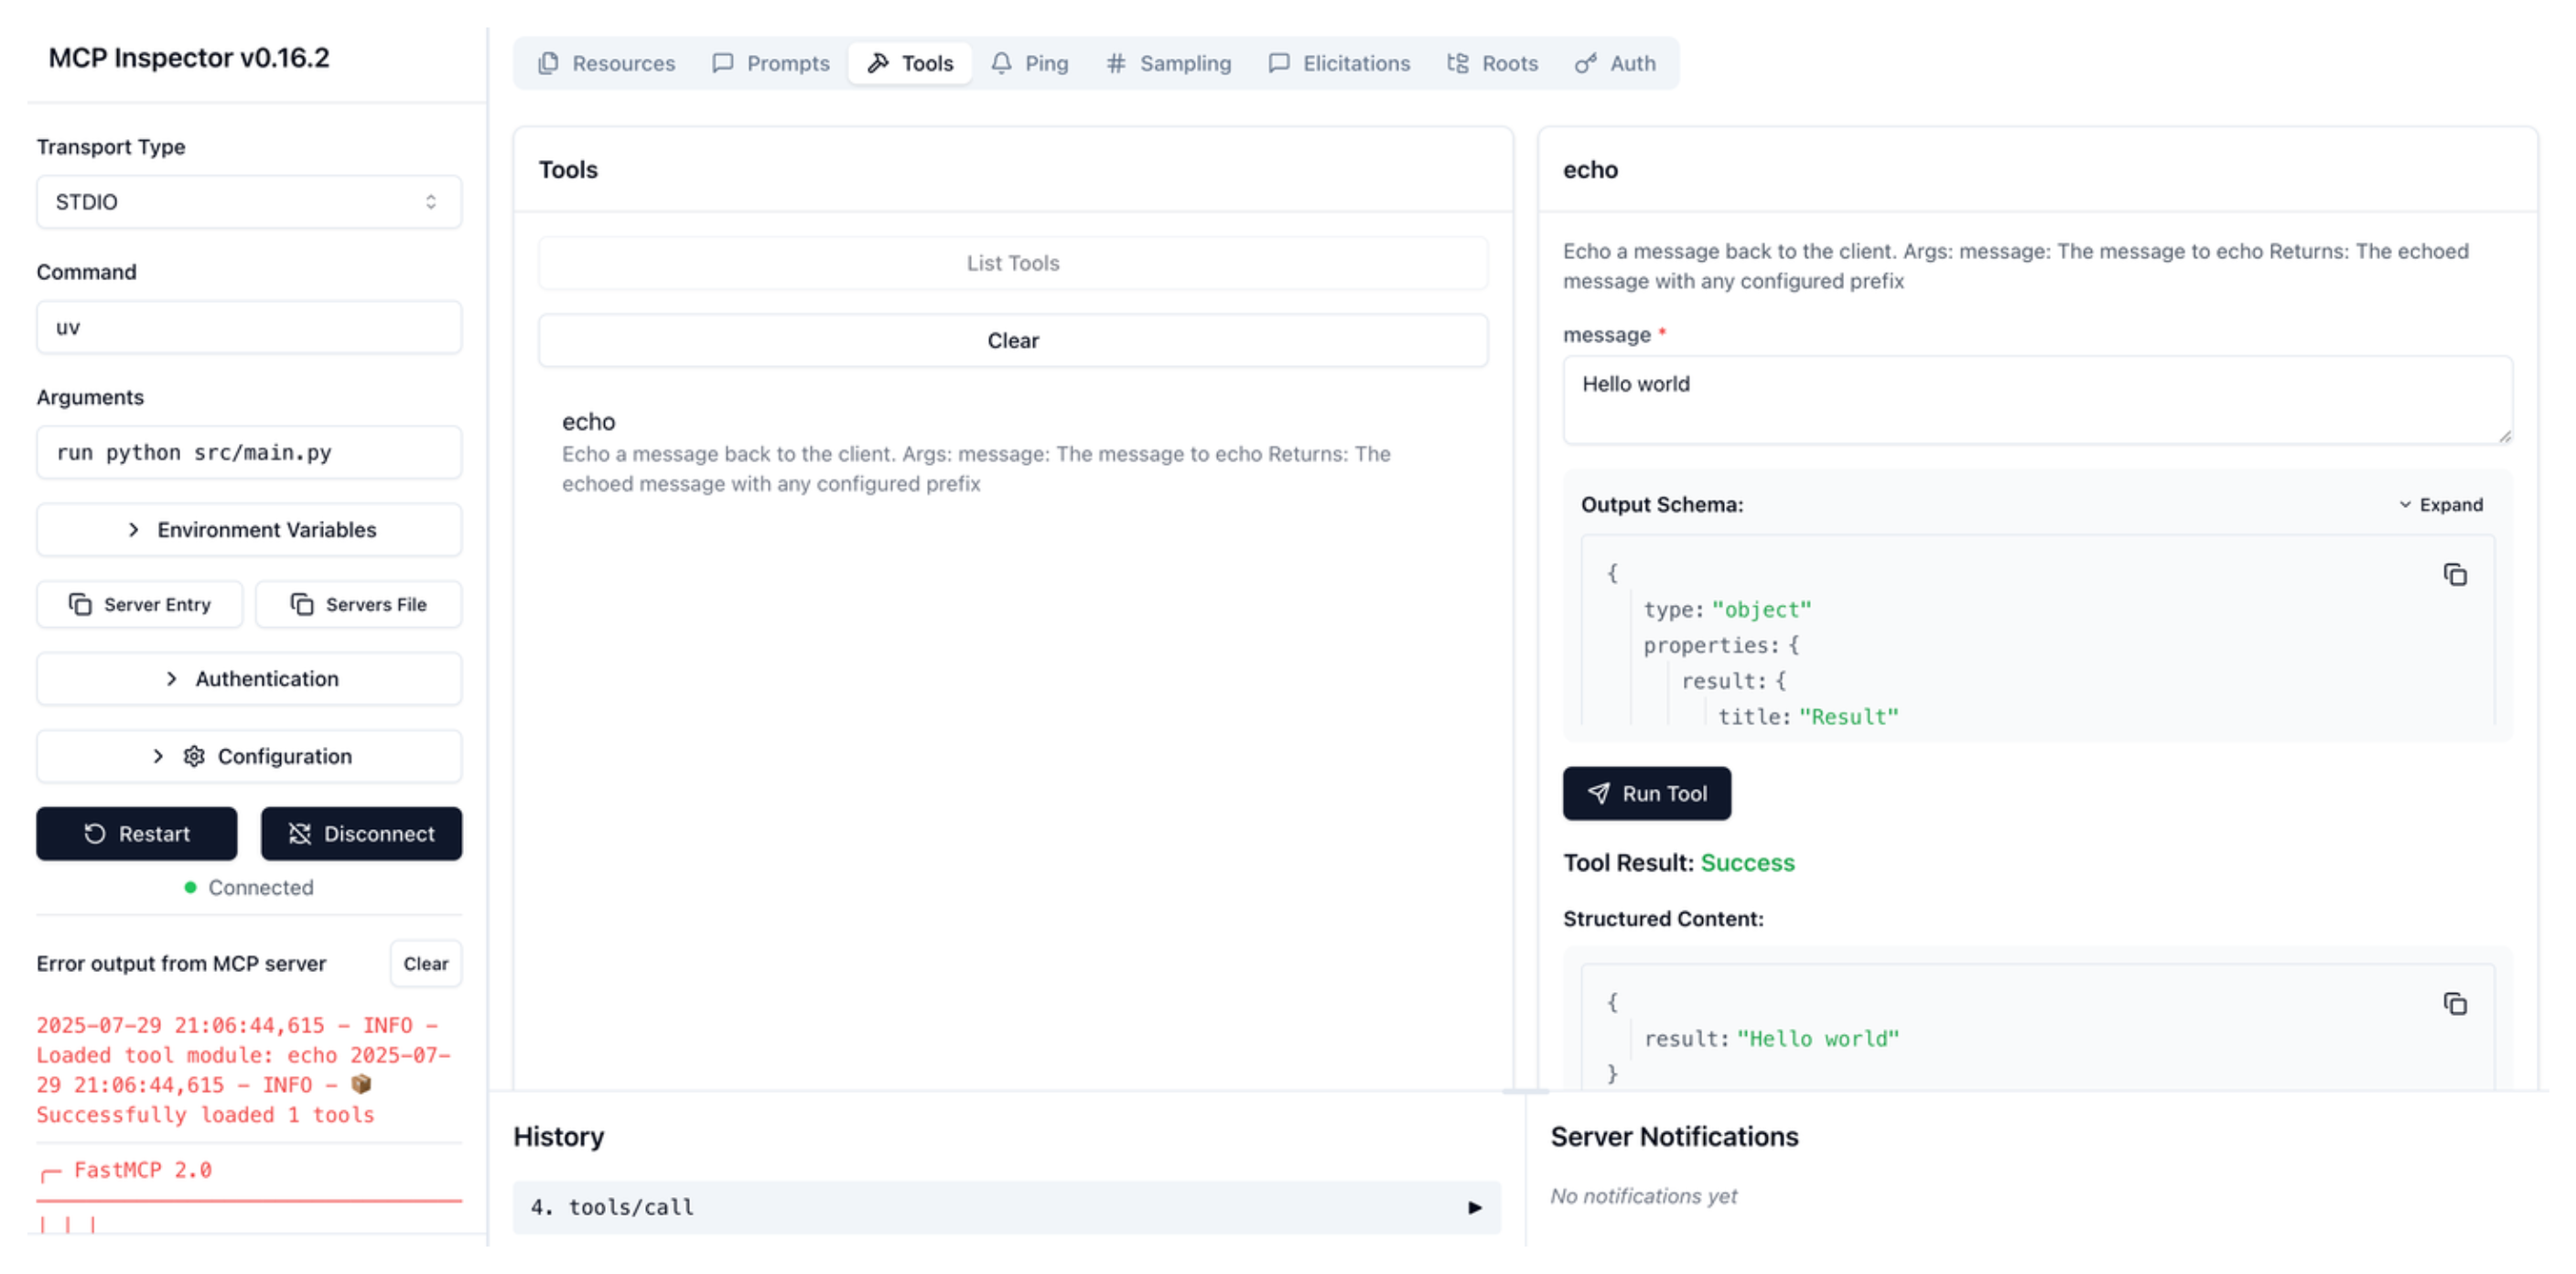 MCP Inspector v0.16.2
Transport Type
STDIO
Command
uv
Arguments
run python src/main.py
Environment Variables
Server Entry
Servers File
Authentication
Configuration
Restart
Disconnect
Connected
Error output from MCP server
Clear
2025-07-29 21:06:44,615 - INFO -
Loaded tool module: echo 2025-07-
29 21:06:44,615 - INFO - 📦
Successfully loaded 1 tools
╭─ FastMCP 2.0
│ │ │
Resources
Prompts
Tools
Ping
Sampling
Elicitations
Roots
Auth
Tools
List Tools
Clear
echo
Echo a message back to the client. Args: message: The message to echo Returns: The
echoed message with any configured prefix
echo
Echo a message back to the client. Args: message: The message to echo Returns: The echoed
message with any configured prefix
message *
Hello world
Output Schema:
Expand
{
type: "object"
properties: {
result: {
title: "Result"
Run Tool
Tool Result: Success
Structured Content:
{
result: "Hello world"
}
History
4. tools/call
Server Notifications
No notifications yet